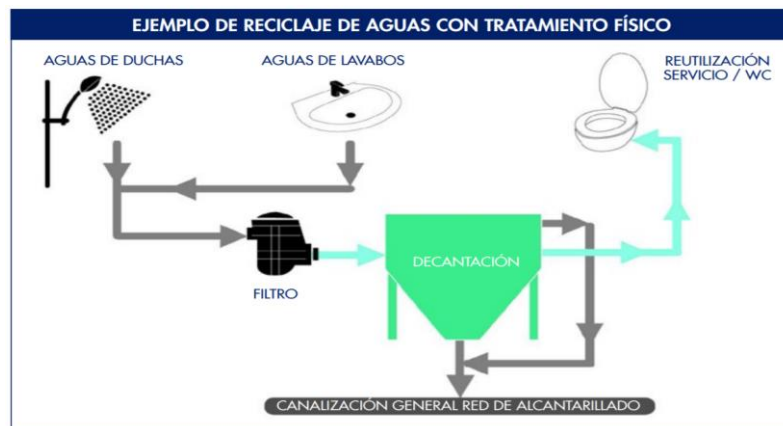 EJEMPLO DE RECICLAJE DE AGUAS CON TRATAMIENTO FÍSICO
AGUAS DE DUCHAS
AGUAS DE LAVABOS
REUTILIZACIÓN
SERVICIO / WC
DECANTACIÓN
FILTRO
CANALIZACIÓN GENERAL RED DE ALCANTARILLADO